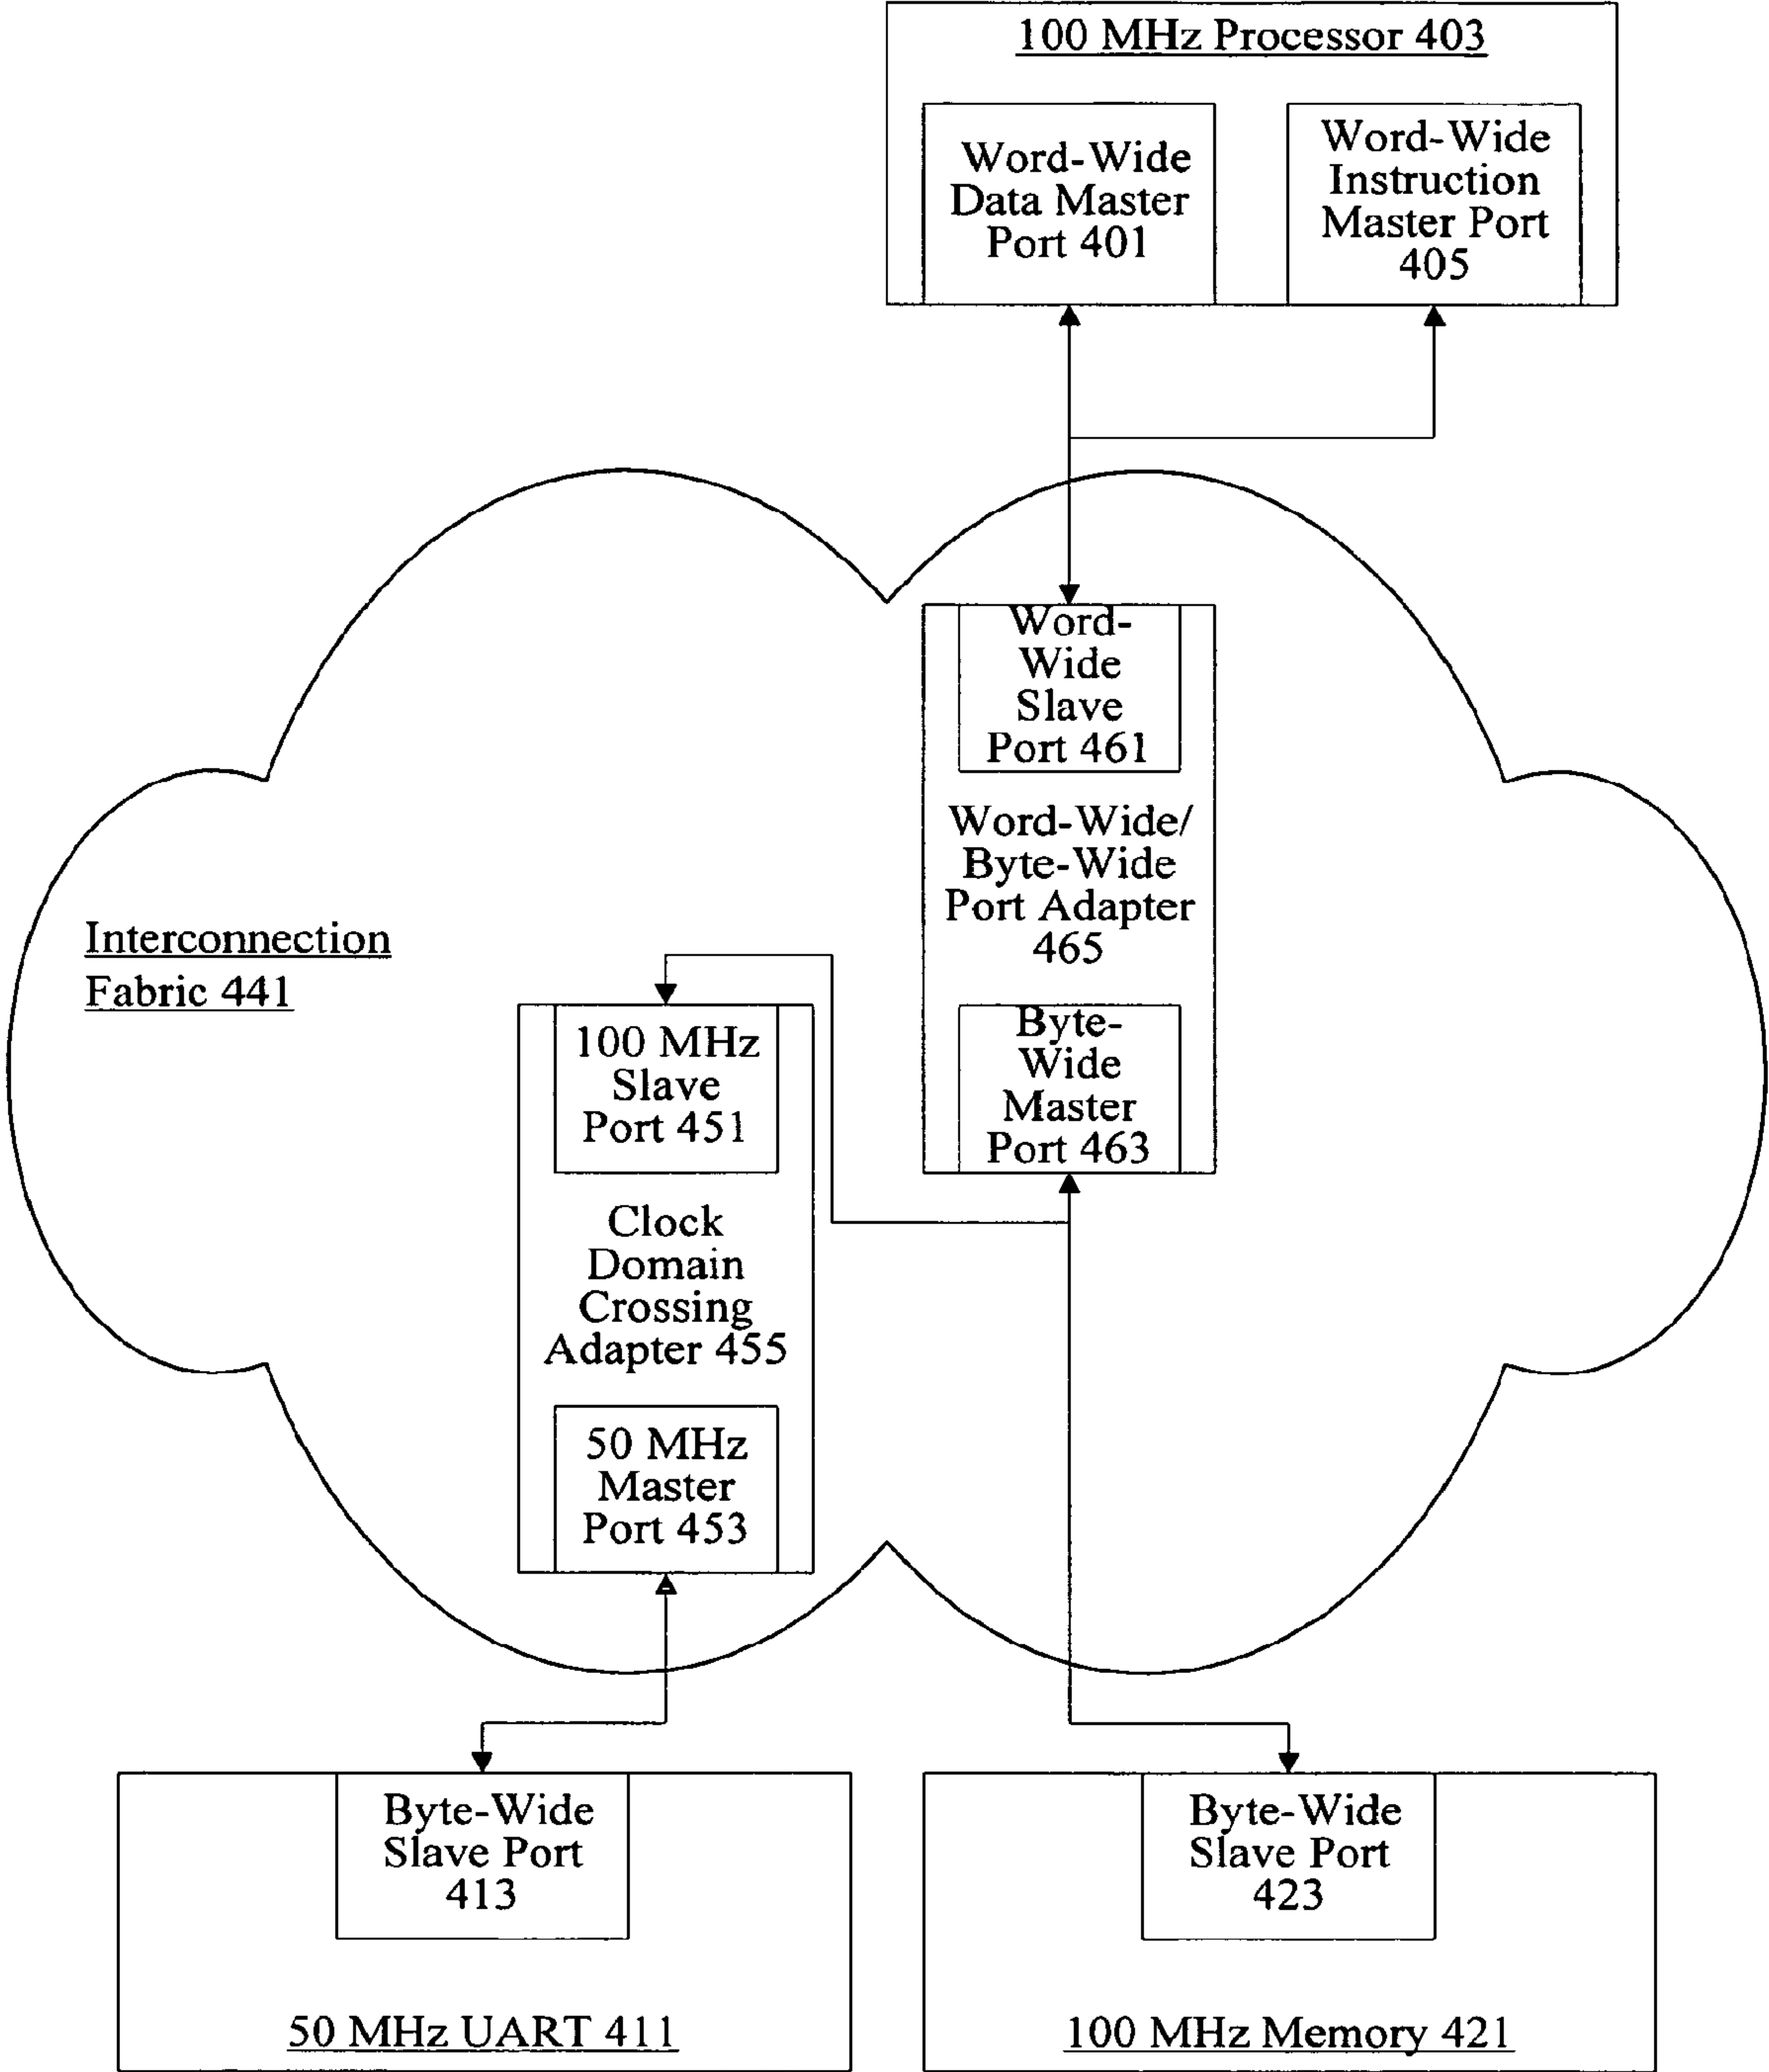 100 MHz Processor 403
Word-Wide
Data Master
Port 401
Word-Wide
Instruction
Master Port
405
Word-
Wide
Slave
Port 461
Word-Wide/
Byte-Wide
Port Adapter
465
Byte-
Wide
Master
Port 463
Interconnection
Fabric 441
100 MHz
Slave
Port 451
Clock
Domain
Crossing
Adapter 455
50 MHz
Master
Port 453
Byte-Wide
Slave Port
413
50 MHz UART 411
Byte-Wide
Slave Port
423
100 MHz Memory 421